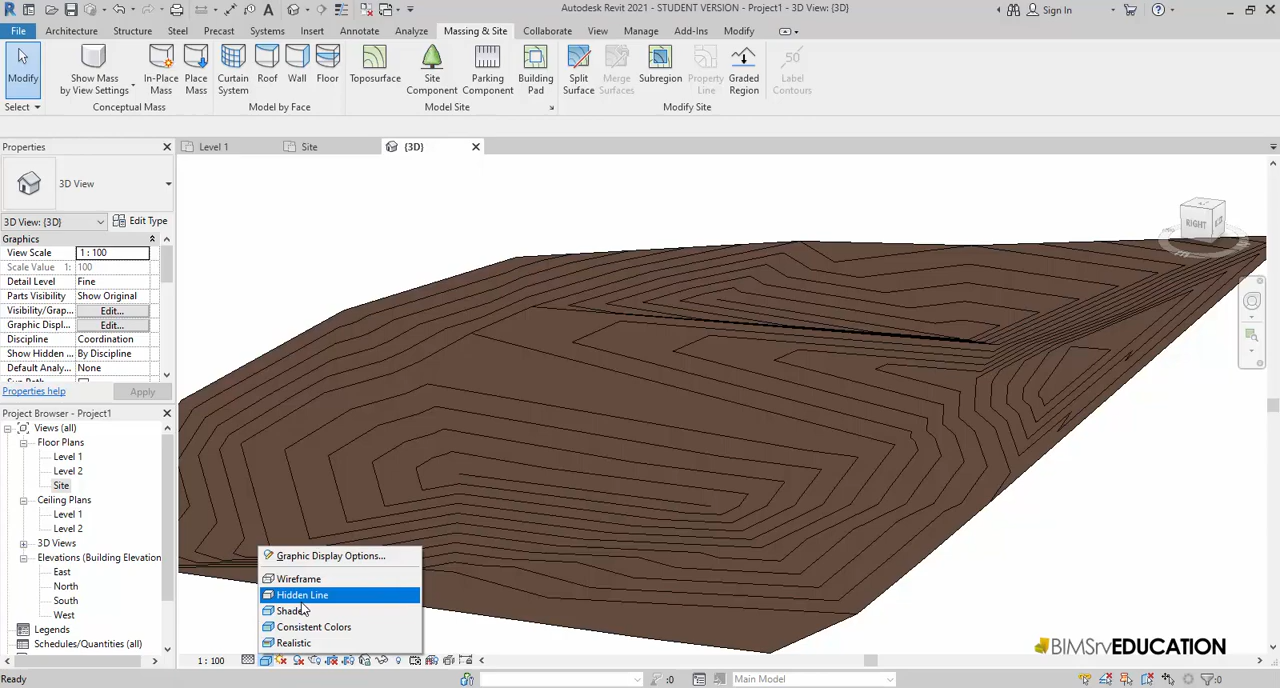 Autodesk Revit 2021 - STUDENT VERSION - Project1 - 3D View: {3D}
Sign In
File Architecture Structure Steel Precast Systems Insert Annotate Analyze Massing & Site Collaborate View Manage Add-Ins Modify
Modify
Show Mass
by View Settings
In-Place
Mass
Place
Mass
Curtain
System
Roof
Wall
Floor
Toposurface
Site
Component
Parking
Component
Building
Pad
Split
Surface
Merge
Surfaces
Subregion
Property
Line
Graded
Region
Label
Contours
Select
Conceptual Mass
Model by Face
Model Site
Modify Site
Properties
Level 1
Site
{3D}
3D View
3D View: {3D}
Edit Type
Graphics
View Scale 1 : 100
Scale Value 1: 100
Detail Level Fine
Parts Visibility Show Original
Visibility/Grap... Edit...
Graphic Displ... Edit...
Discipline Coordination
Show Hidden ... By Discipline
Default Analy... None
Properties help
Apply
Project Browser - Project1
Views (all)
Floor Plans
Level 1
Level 2
Site
Ceiling Plans
Level 1
Level 2
3D Views
Elevations (Building Elevation
East
North
South
West
Legends
Schedules/Quantities (all)
RIGHT
Graphic Display Options...
Wireframe
Hidden Line
Shaded
Consistent Colors
Realistic
1 : 100
BIMSrvEDUCATION
Ready
:0
Main Model
:0